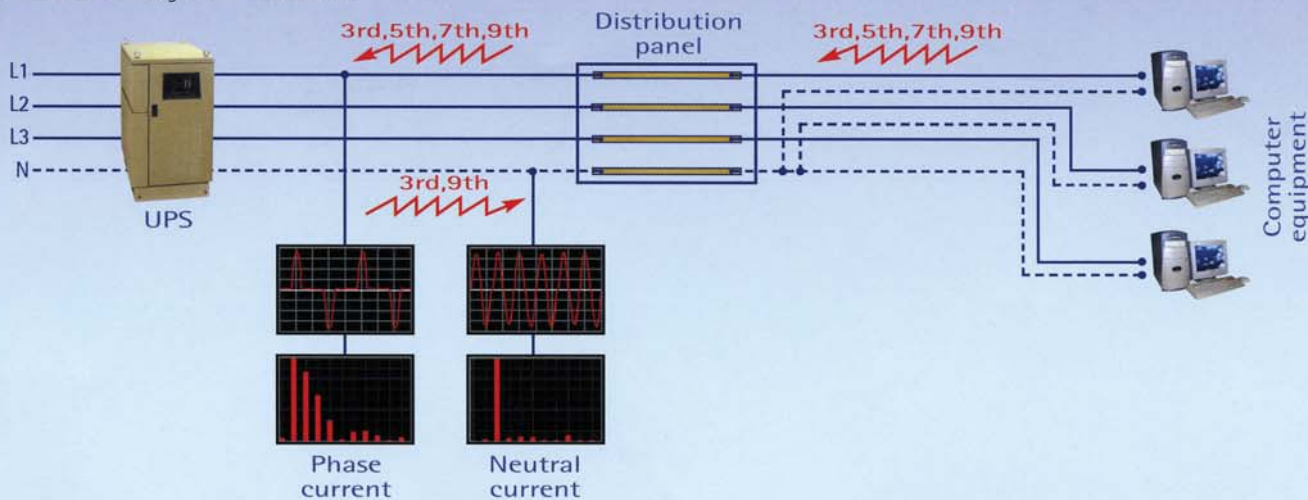 Distribution
panel
3rd,5th,7th,9th
3rd,5th,7th,9th
L1
L2
L3
N
UPS
3rd,9th
Computer
equipment
Phase
current
Neutral
current